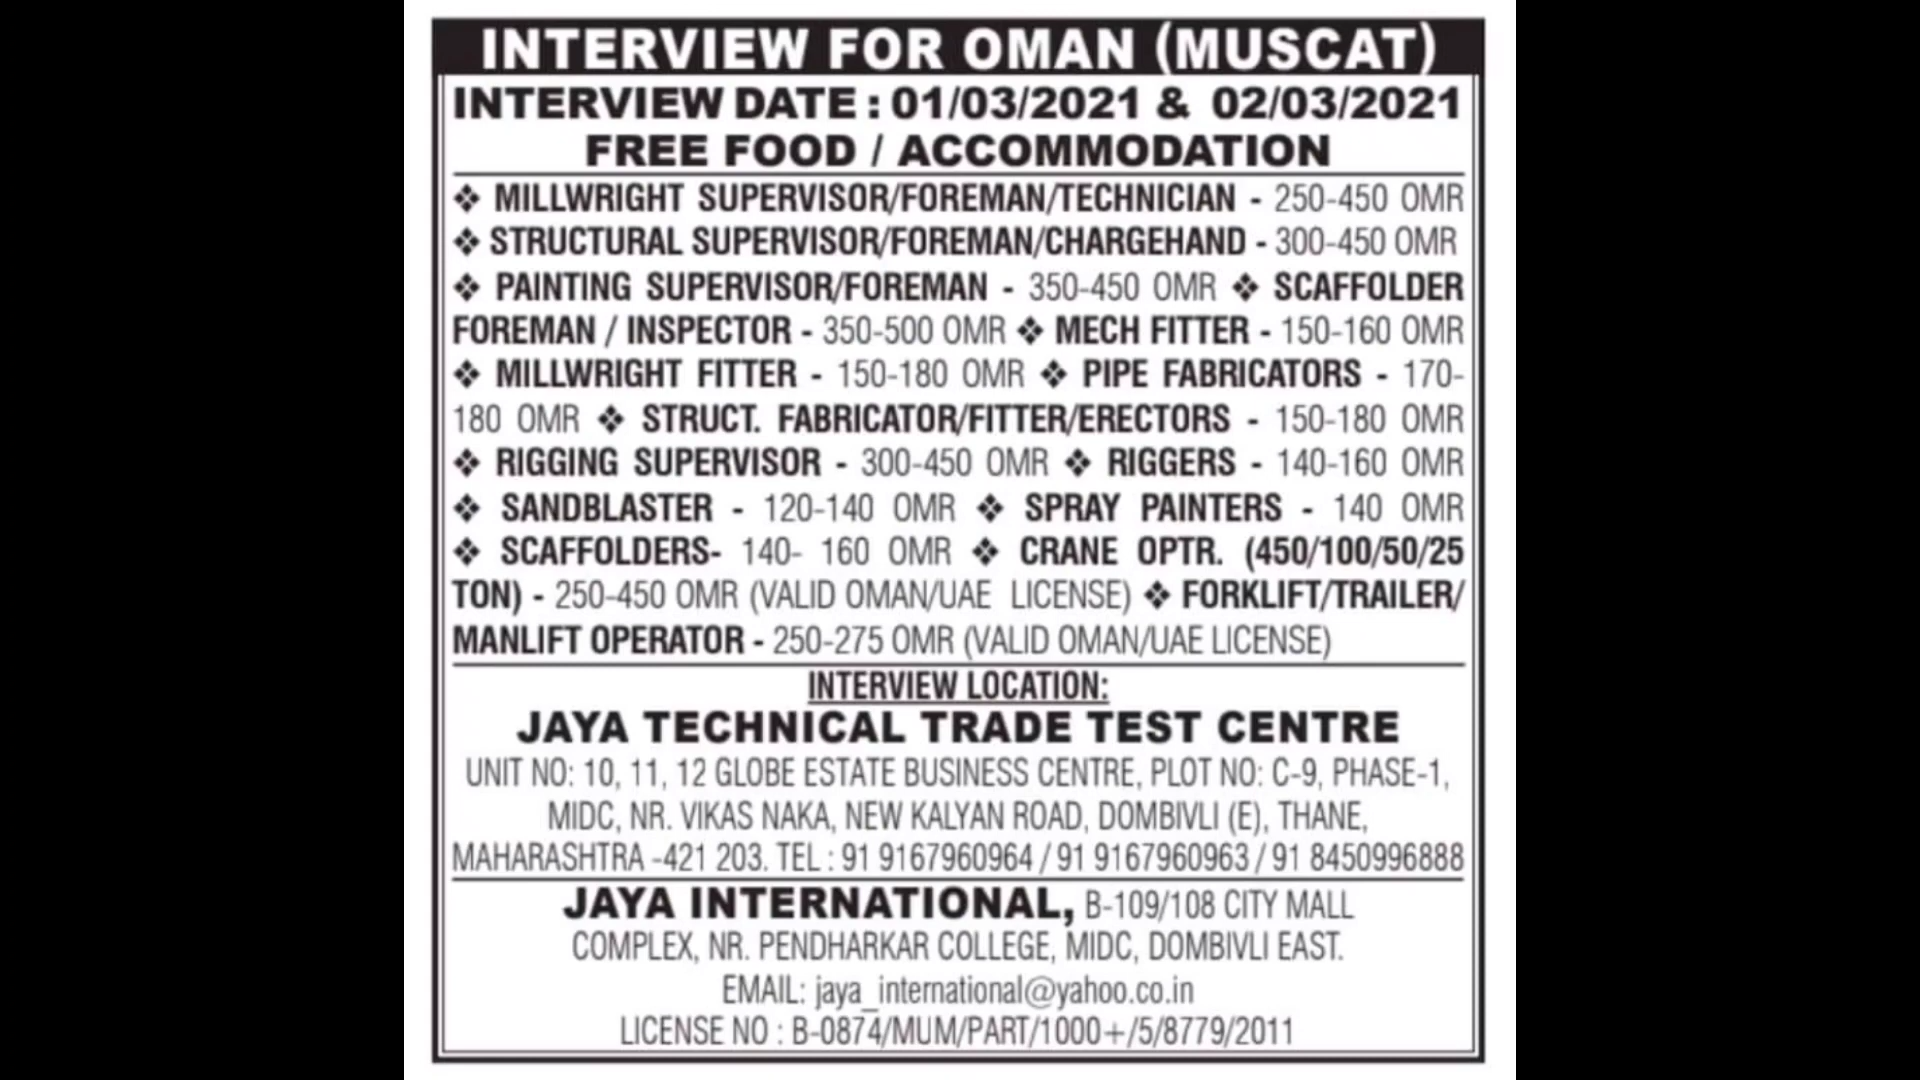 INTERVIEW FOR OMAN (MUSCAT)
INTERVIEW DATE : 01/03/2021 & 02/03/2021
FREE FOOD / ACCOMMODATION
❖ MILLWRIGHT SUPERVISOR/FOREMAN/TECHNICIAN - 250-450 OMR
❖ STRUCTURAL SUPERVISOR/FOREMAN/CHARGEHAND - 300-450 OMR
❖ PAINTING SUPERVISOR/FOREMAN - 350-450 OMR ❖ SCAFFOLDER
FOREMAN / INSPECTOR - 350-500 OMR ❖ MECH FITTER - 150-160 OMR
❖ MILLWRIGHT FITTER - 150-180 OMR ❖ PIPE FABRICATORS - 170-
180 OMR ❖ STRUCT. FABRICATOR/FITTER/ERECTORS - 150-180 OMR
❖ RIGGING SUPERVISOR - 300-450 OMR ❖ RIGGERS - 140-160 OMR
❖ SANDBLASTER - 120-140 OMR ❖ SPRAY PAINTERS - 140 OMR
❖ SCAFFOLDERS- 140- 160 OMR ❖ CRANE OPTR. (450/100/50/25
TON) - 250-450 OMR (VALID OMAN/UAE LICENSE) ❖ FORKLIFT/TRAILER/
MANLIFT OPERATOR - 250-275 OMR (VALID OMAN/UAE LICENSE)
INTERVIEW LOCATION:
JAYA TECHNICAL TRADE TEST CENTRE
UNIT NO: 10, 11, 12 GLOBE ESTATE BUSINESS CENTRE, PLOT NO: C-9, PHASE-1,
MIDC, NR. VIKAS NAKA, NEW KALYAN ROAD, DOMBIVLI (E), THANE,
MAHARASHTRA -421 203. TEL : 91 9167960964 / 91 9167960963 / 91 8450996888
JAYA INTERNATIONAL, B-109/108 CITY MALL
COMPLEX, NR. PENDHARKAR COLLEGE, MIDC, DOMBIVLI EAST.
EMAIL: jaya_international@yahoo.co.in
LICENSE NO : B-0874/MUM/PART/1000+/5/8779/2011